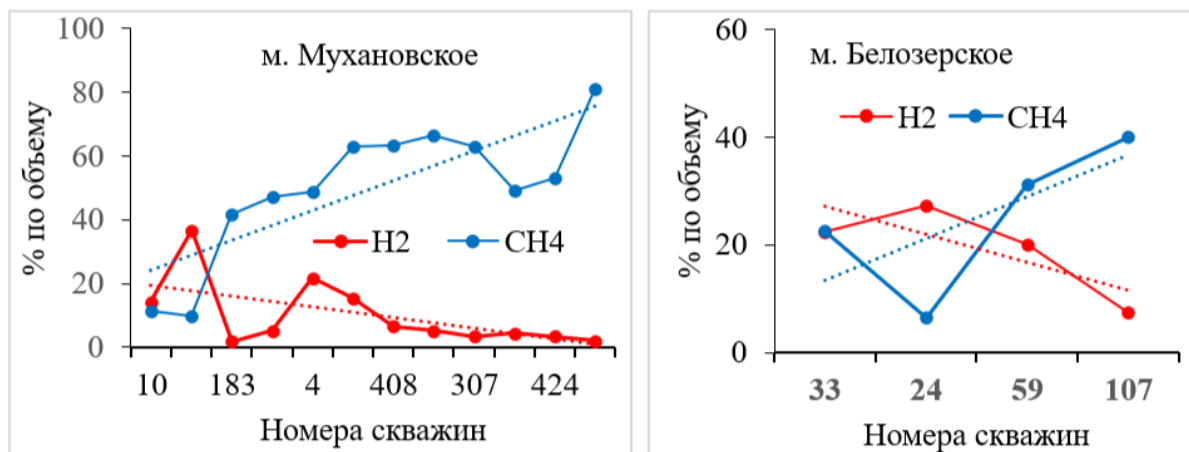 м. Мухановское
% по объему
100
80
60
40
20
0
H2
CH4
10
183
4
408
307
424
Номера скважин
м. Белозерское
% по объему
60
40
20
0
H2
CH4
33
24
59
107
Номера скважин